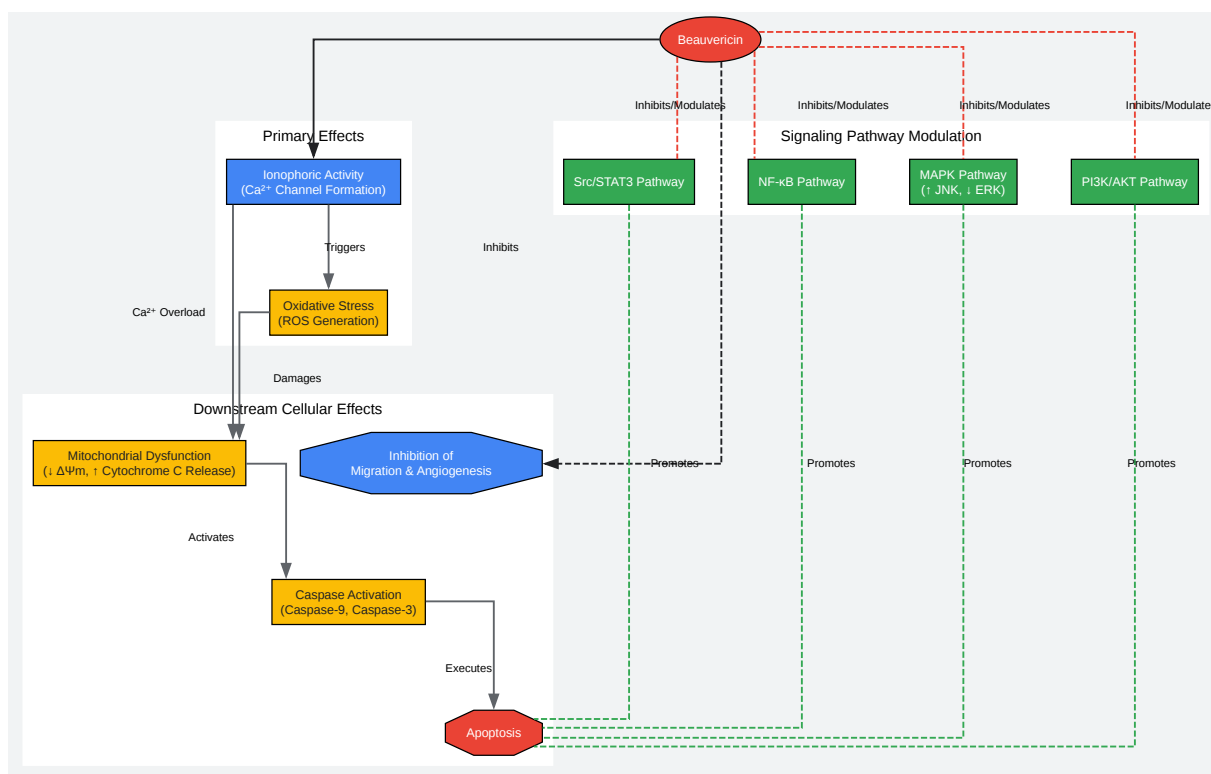 Beauvericin
Inhibits/Modulates
Inhibits/Modulates
Inhibits/Modulates
Inhibits/Modulate
Primary Effects
Signaling Pathway Modulation
Ionophoric Activity
(Ca²⁺ Channel Formation)
Src/STAT3 Pathway
NF-κB Pathway
MAPK Pathway
(↑ JNK, ↓ ERK)
PI3K/AKT Pathway
Triggers
Inhibits
Oxidative Stress
(ROS Generation)
Ca²⁺ Overload
Damages
Downstream Cellular Effects
Mitochondrial Dysfunction
(↓ ΔΨm, ↑ Cytochrome C Release)
Inhibition of
Migration & Angiogenesis
Promotes
Promotes
Promotes
Promotes
Activates
Caspase Activation
(Caspase-9, Caspase-3)
Executes
Apoptosis